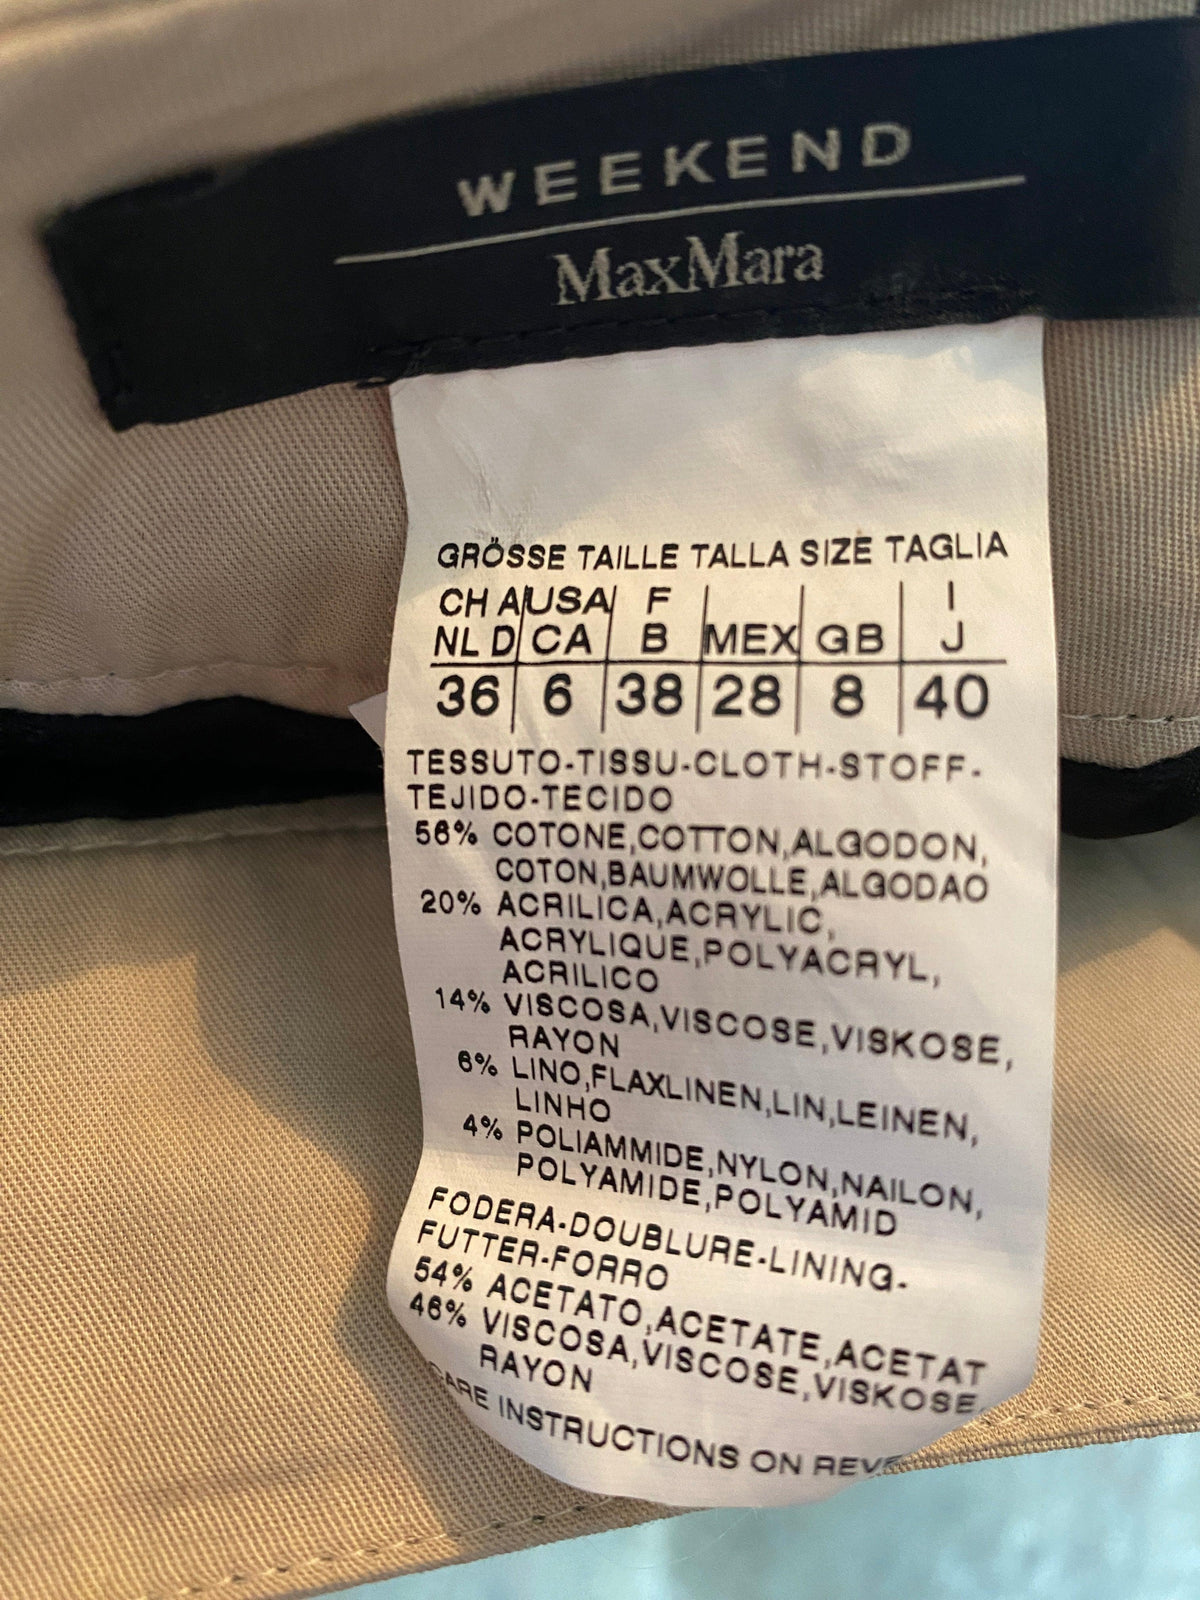 WEEKEND
MaxMara
GRÖSSE TAILLE TALLA SIZE TAGLIA
CH A USA F I
NL D CA B MEX GB J
36 6 38 28 8 40
TESSUTO-TISSU-CLOTH-STOFF-
TEJIDO-TECIDO
56% COTONE,COTTON,ALGODON,
COTON,BAUMWOLLE,ALGODAO
20% ACRILICA,ACRYLIC,
ACRYLIQUE,POLYACRYL,
ACRILICO
14% VISCOSA,VISCOSE,VISKOSE,
RAYON
6% LINO,FLAXLINEN,LIN,LEINEN,
LINHO
4% POLIAMMIDE,NYLON,NAILON,
POLYAMIDE,POLYAMID
FODERA-DOUBLURE-LINING-
FUTTER-FORRO
54% ACETATO,ACETATE,ACETAT
46% VISCOSA,VISCOSE,VISKOSE,
RAYON
INSTRUCTIONS ON